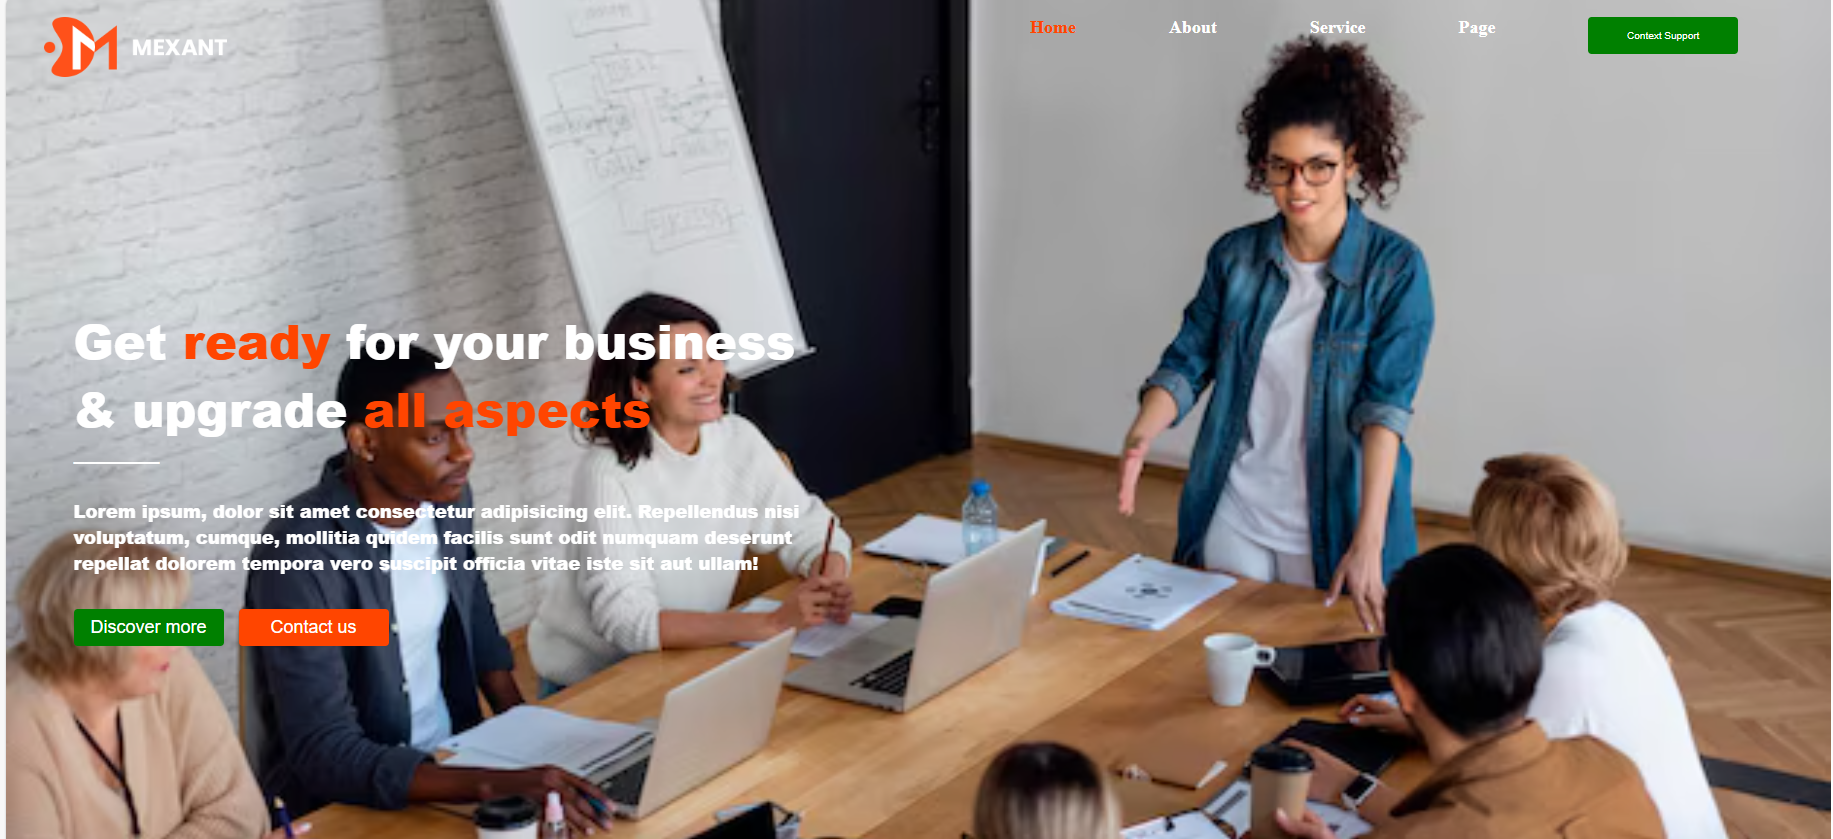 MEXANT
Home
About
Service
Page
Context Support
Get ready for your business
& upgrade all aspects
Lorem ipsum, dolor sit amet consectetur adipisicing elit. Repellendus nisi
voluptatum, cumque, mollitia quidem facilis sunt odit numquam deserunt
repellat dolorem tempora vero suscipit officia vitae iste sit aut ullam!
Discover more
Contact us